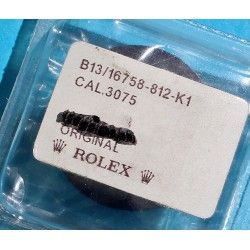 B13/16758-812-K1
CAL.3075
ORIGINAL
ROLEX